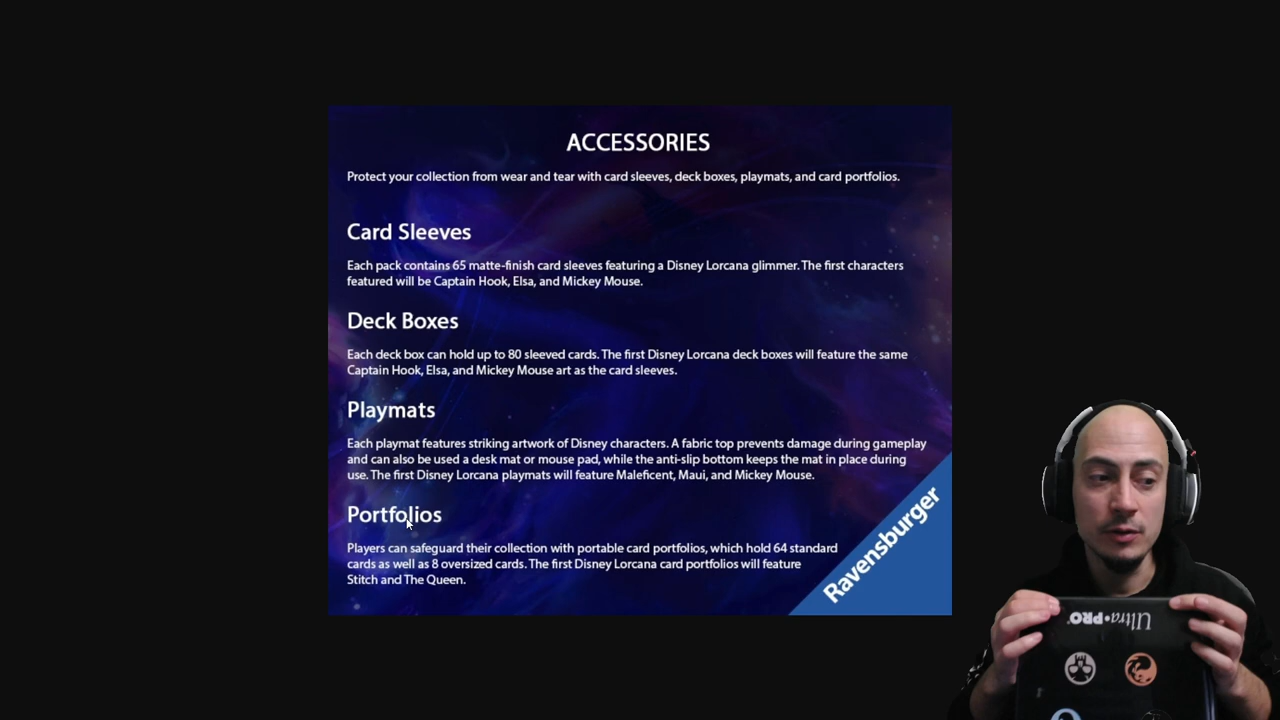 ACCESSORIES
Protect your collection from wear and tear with card sleeves, deck boxes, playmats, and card portfolios.
Card Sleeves
Each pack contains 65 matte-finish card sleeves featuring a Disney Lorcana glimmer. The first characters
featured will be Captain Hook, Elsa, and Mickey Mouse.
Deck Boxes
Each deck box can hold up to 80 sleeved cards. The first Disney Lorcana deck boxes will feature the same
Captain Hook, Elsa, and Mickey Mouse art as the card sleeves.
Playmats
Each playmat features striking artwork of Disney characters. A fabric top prevents damage during gameplay
and can also be used a desk mat or mouse pad, while the anti-slip bottom keeps the mat in place during
use. The first Disney Lorcana playmats will feature Maleficent, Maui, and Mickey Mouse.
Portfolios
Players can safeguard their collection with portable card portfolios, which hold 64 standard
cards as well as 8 oversized cards. The first Disney Lorcana card portfolios will feature
Stitch and The Queen.
Ravensburger
Ultra•PRO